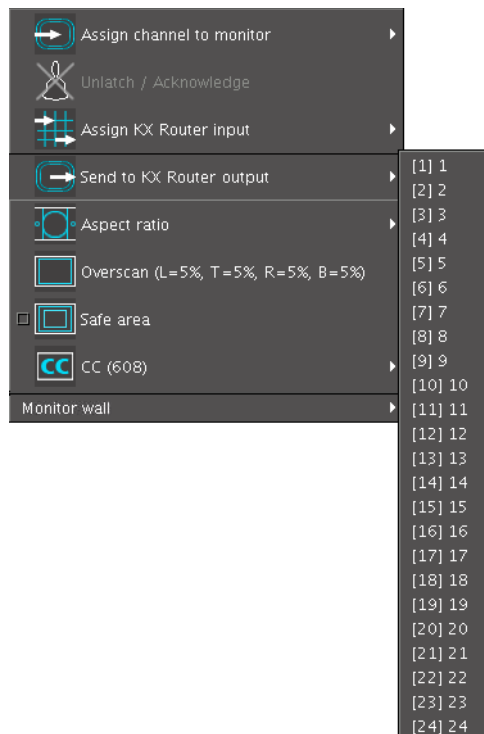 Assign channel to monitor
Unlatch / Acknowledge
Assign KX Router input
Send to KX Router output
Aspect ratio
Overscan (L=5%, T=5%, R=5%, B=5%)
Safe area
CC CC (608)
Monitor wall
[1] 1
[2] 2
[3] 3
[4] 4
[5] 5
[6] 6
[7] 7
[8] 8
[9] 9
[10] 10
[11] 11
[12] 12
[13] 13
[14] 14
[15] 15
[16] 16
[17] 17
[18] 18
[19] 19
[20] 20
[21] 21
[22] 22
[23] 23
[24] 24